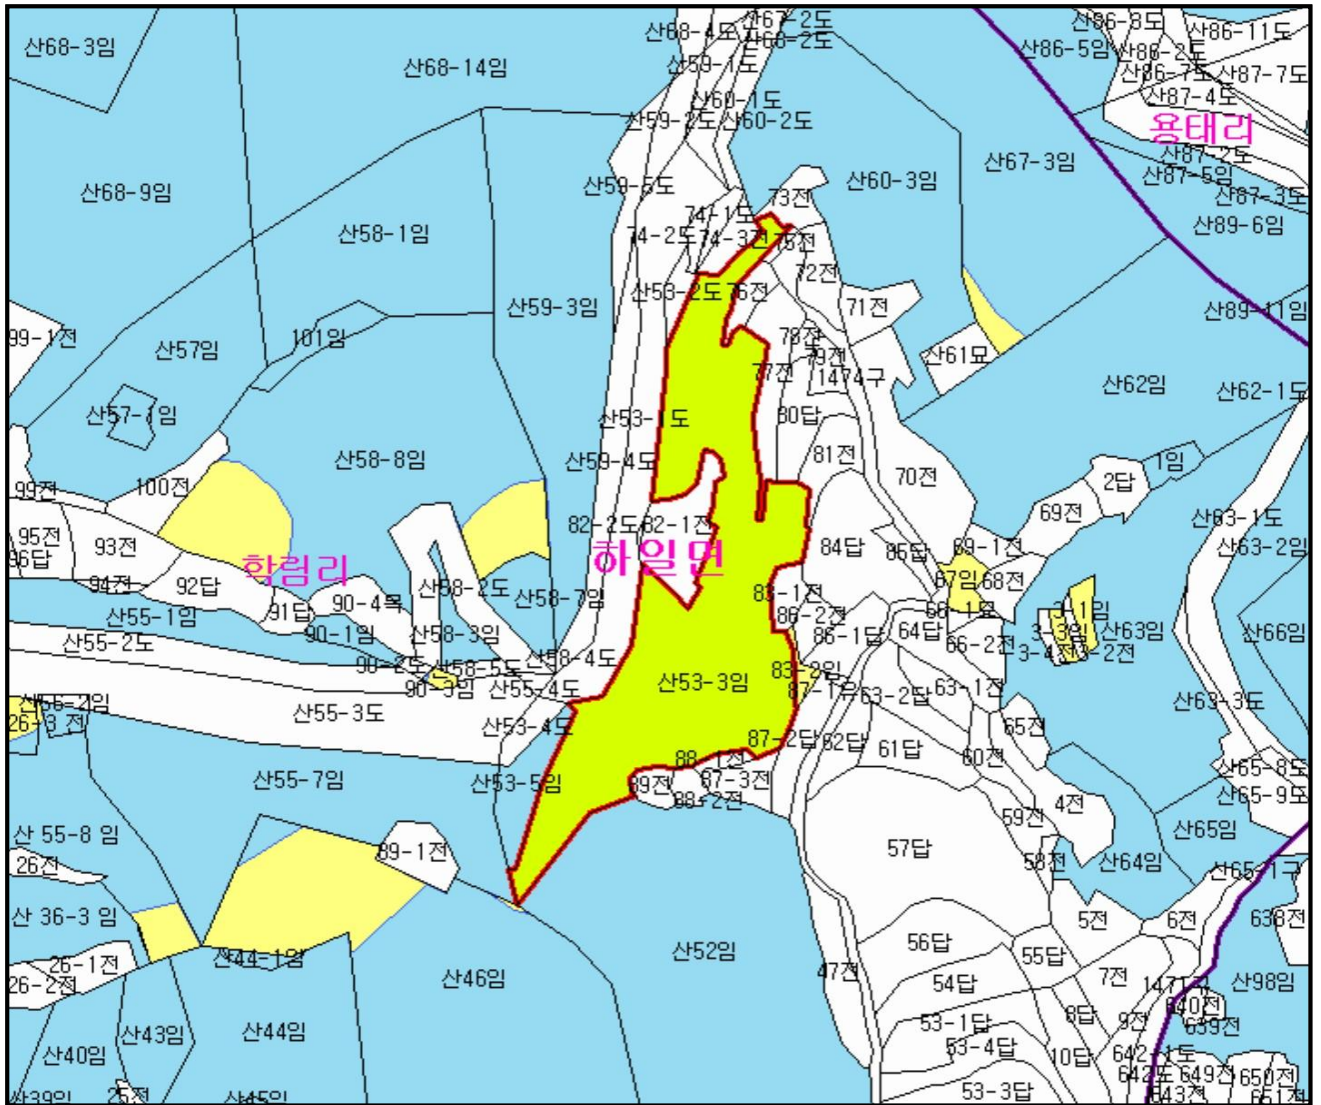 산68-3임
산68-14임
산68-4도
산67-2도
산68-2도
산59-1도
산60-1도
산59-2도
산60-2도
산86-3도
산86-11도
산86-5임
산86-2도
산86-7도
산87-7도
산87-4도
용태리
산87-2도
산87-5임
산87-3도
산89-6임
산67-3임
산60-3임
산68-9임
산59-5도
73전
74-1도
74-2도
74-3전
75전
산58-1임
72전
산53-2도
76전
71전
산59-3임
산89-11임
99-1전
산57임
101임
78전
79전
산61묘
77전
1474구
산62임
산62-1도
산57-1임
산53-1도
80답
산58-8임
산59-4도
81전
70전
1임
2답
99전
100전
69전
산63-1도
95전
93전
82-2도
82-1전
84답
85답
69-1전
산63-2임
96답
학림리
하일면
94전
92답
67임
68전
산58-2도
산58-7임
86-2전
91답
90-4목
66-1묘
3-1임
산55-1임
90-1임
산58-3임
86-1답
64답
66-2전
3-3임
산63임
산66임
산55-2도
3-4전
3-2전
90-2도
산58-5도
산58-4도
83-2임
90-3임
산55-4도
산53-3임
63-2답
63-1전
산56-2임
산63-3도
26-3 전
산55-3도
산53-4도
65전
87-2답
62답
61답
60전
88-1전
산55-7임
산53-5임
89전
87-3전
산65-8도
88-2전
산65-9도
4전
59전
산 55-8 임
산65임
89-1전
57답
58전
산64임
26전
산65-1구
산 36-3 임
5전
6전
638전
56답
산44-1임
산52임
55답
26-1전
산46임
47전
7전
26-2전
54답
산98임
640전
8답
9전
639전
산43임
산44임
53-1답
산40임
53-4답
10답
642-1도
642도
649전
650전
산39임
25전
산45임
53-3답
643전
651전